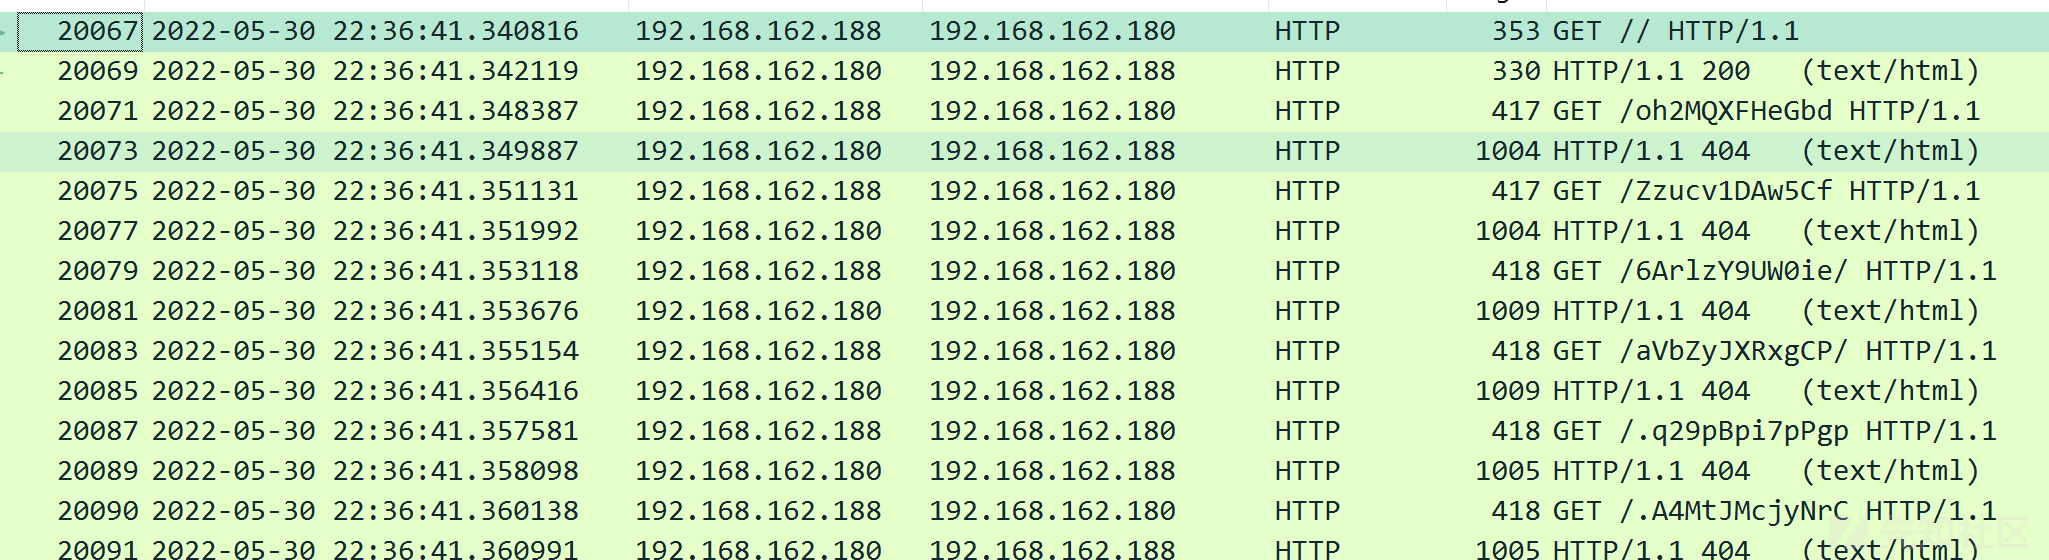 20067 2022-05-30 22:36:41.340816 192.168.162.188 192.168.162.180 HTTP 353 GET // HTTP/1.1
20069 2022-05-30 22:36:41.342119 192.168.162.180 192.168.162.188 HTTP 330 HTTP/1.1 200 (text/html)
20071 2022-05-30 22:36:41.348387 192.168.162.188 192.168.162.180 HTTP 417 GET /oh2MQXFHeGbd HTTP/1.1
20073 2022-05-30 22:36:41.349887 192.168.162.180 192.168.162.188 HTTP 1004 HTTP/1.1 404 (text/html)
20075 2022-05-30 22:36:41.351131 192.168.162.188 192.168.162.180 HTTP 417 GET /Zzucv1DAw5Cf HTTP/1.1
20077 2022-05-30 22:36:41.351992 192.168.162.180 192.168.162.188 HTTP 1004 HTTP/1.1 404 (text/html)
20079 2022-05-30 22:36:41.353118 192.168.162.188 192.168.162.180 HTTP 418 GET /6ArlzY9UW0ie/ HTTP/1.1
20081 2022-05-30 22:36:41.353676 192.168.162.180 192.168.162.188 HTTP 1009 HTTP/1.1 404 (text/html)
20083 2022-05-30 22:36:41.355154 192.168.162.188 192.168.162.180 HTTP 418 GET /aVbZyJXRxgCP/ HTTP/1.1
20085 2022-05-30 22:36:41.356416 192.168.162.180 192.168.162.188 HTTP 1009 HTTP/1.1 404 (text/html)
20087 2022-05-30 22:36:41.357581 192.168.162.188 192.168.162.180 HTTP 418 GET /.q29pBpi7pPgp HTTP/1.1
20089 2022-05-30 22:36:41.358098 192.168.162.180 192.168.162.188 HTTP 1005 HTTP/1.1 404 (text/html)
20090 2022-05-30 22:36:41.360138 192.168.162.188 192.168.162.180 HTTP 418 GET /.A4MtJMcjyNrC HTTP/1.1
20091 2022-05-30 22:36:41.360991 192.168.162.180 192.168.162.188 HTTP 1005 HTTP/1.1 404 (text/html)